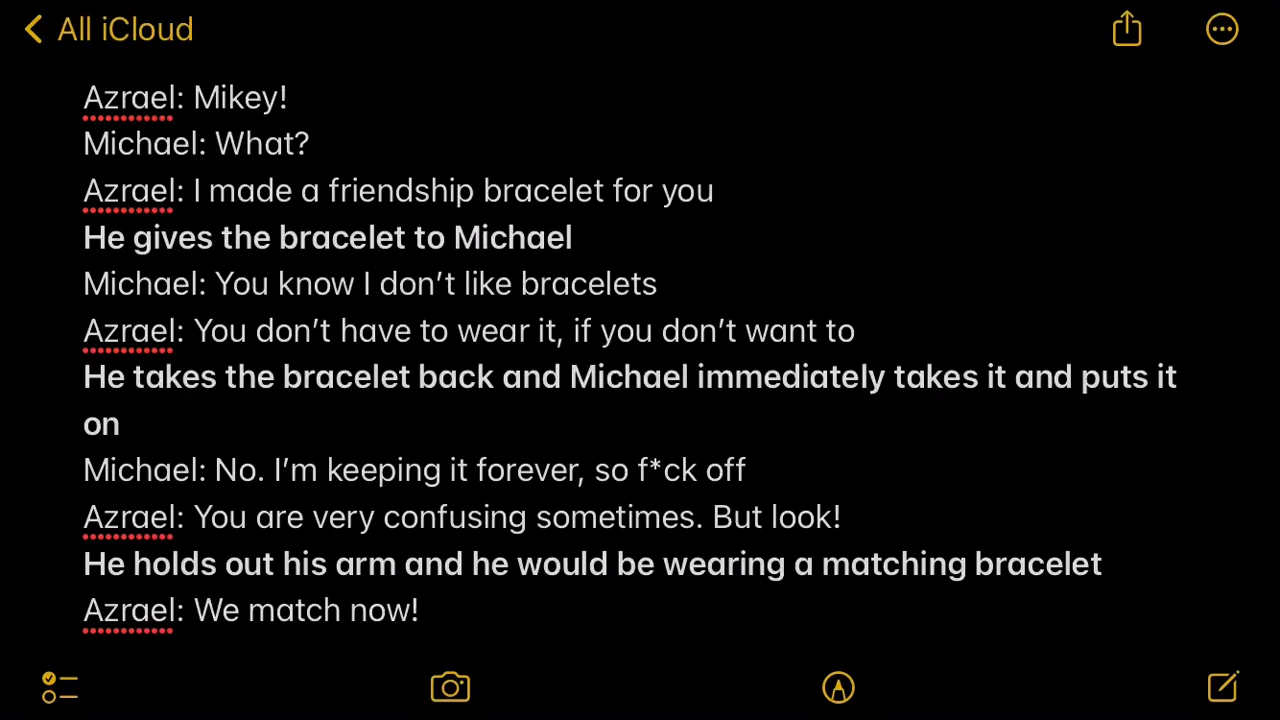 All iCloud
Azrael: Mikey!
Michael: What?
Azrael: I made a friendship bracelet for you
He gives the bracelet to Michael
Michael: You know I don’t like bracelets
Azrael: You don’t have to wear it, if you don’t want to
He takes the bracelet back and Michael immediately takes it and puts it
on
Michael: No. I’m keeping it forever, so f*ck off
Azrael: You are very confusing sometimes. But look!
He holds out his arm and he would be wearing a matching bracelet
Azrael: We match now!